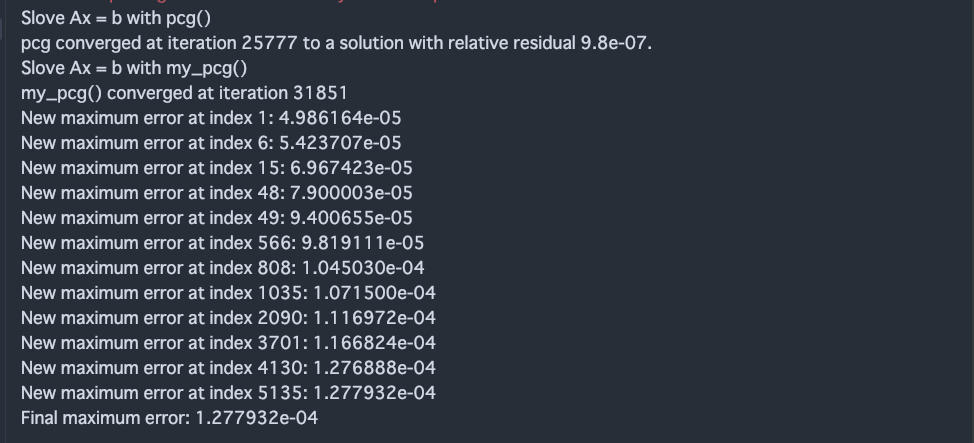 Slove Ax = b with pcg()
pcg converged at iteration 25777 to a solution with relative residual 9.8e-07.
Slove Ax = b with my_pcg()
my_pcg() converged at iteration 31851
New maximum error at index 1: 4.986164e-05
New maximum error at index 6: 5.423707e-05
New maximum error at index 15: 6.967423e-05
New maximum error at index 48: 7.900003e-05
New maximum error at index 49: 9.400655e-05
New maximum error at index 566: 9.819111e-05
New maximum error at index 808: 1.045030e-04
New maximum error at index 1035: 1.071500e-04
New maximum error at index 2090: 1.116972e-04
New maximum error at index 3701: 1.166824e-04
New maximum error at index 4130: 1.276888e-04
New maximum error at index 5135: 1.277932e-04
Final maximum error: 1.277932e-04